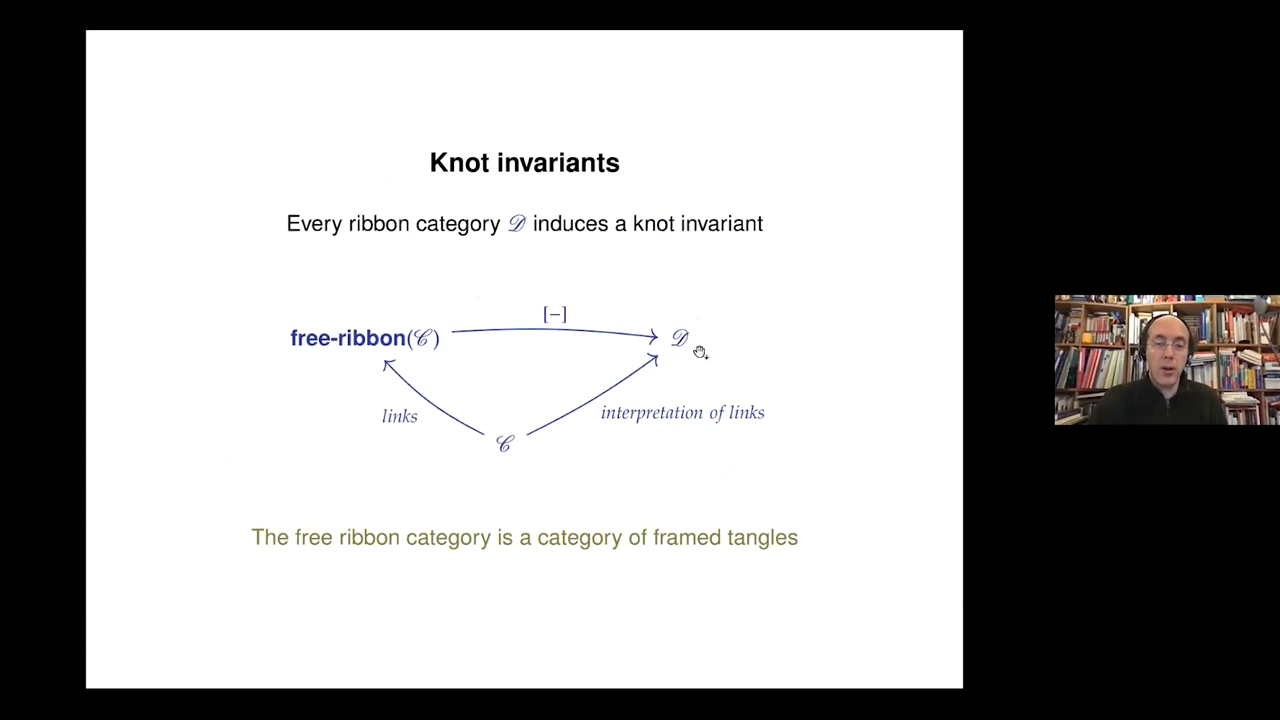 Knot invariants
Every ribbon category 𝒟 induces a knot invariant
[−]
free-ribbon(𝒞)
𝒟
links
interpretation of links
𝒞
The free ribbon category is a category of framed tangles